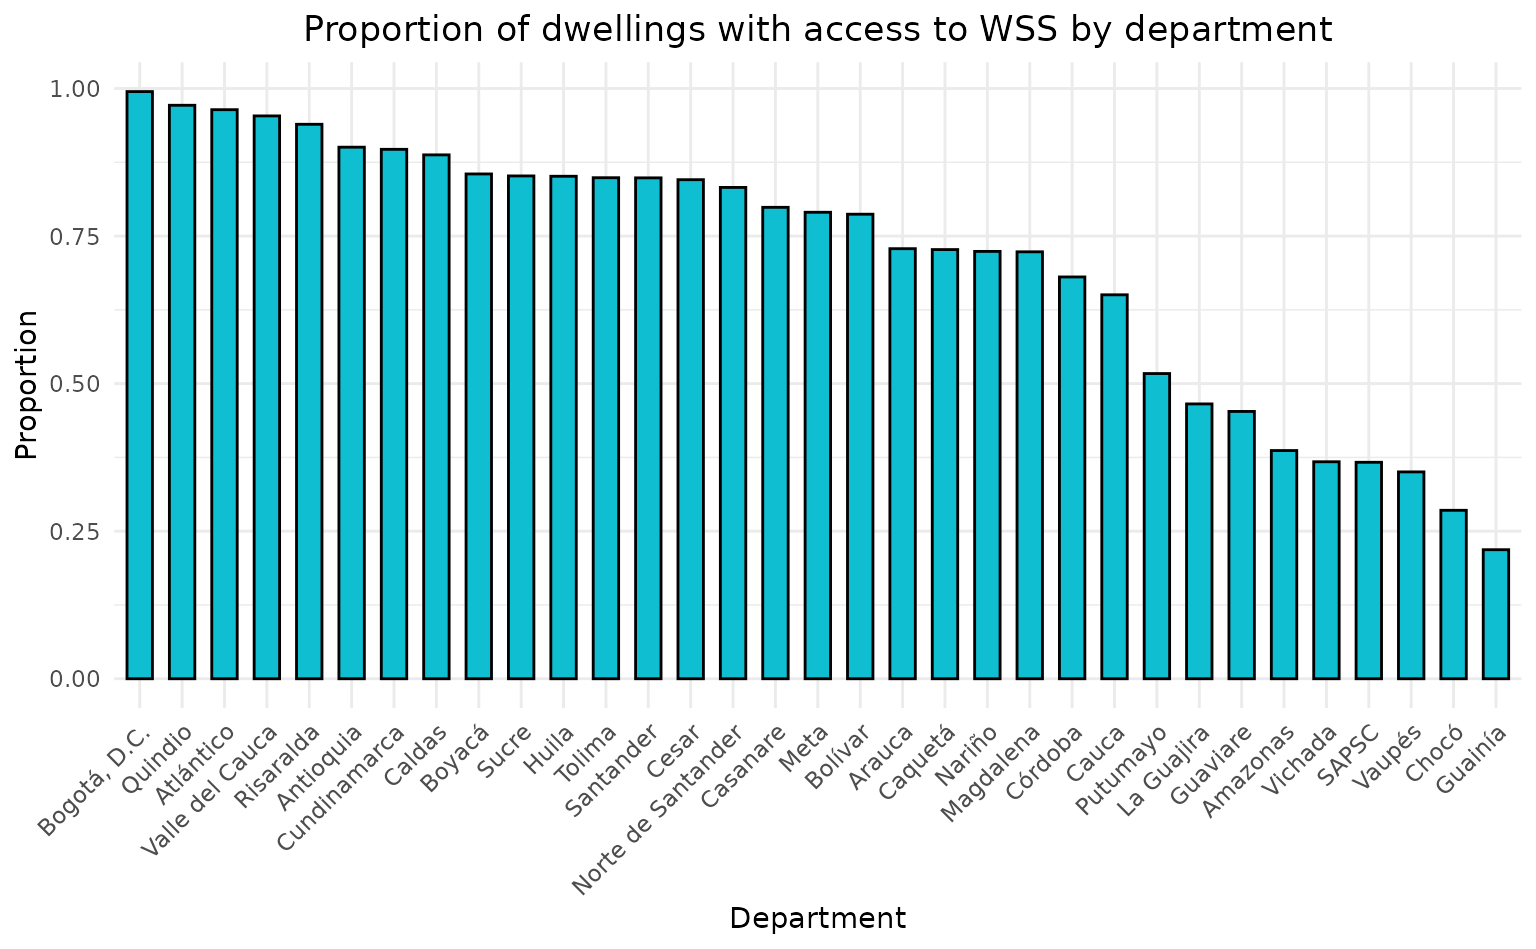 Proportion of dwellings with access to WSS by department
Proportion
1.00
0.75
0.50
0.25
0.00
Bogotá, D.C.
Quindio
Atlántico
Valle del Cauca
Risaralda
Antioquia
Cundinamarca
Caldas
Boyacá
Sucre
Huila
Tolima
Santander
Cesar
Norte de Santander
Casanare
Meta
Bolívar
Arauca
Caquetá
Nariño
Magdalena
Córdoba
Cauca
Putumayo
La Guajira
Guaviare
Amazonas
Vichada
SAPSC
Vaupés
Chocó
Guainía
Department